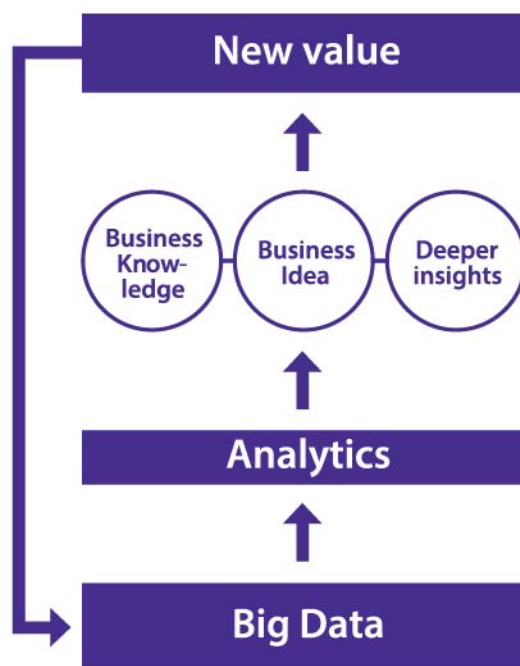 New value
Business
Know-
ledge
Business
Idea
Deeper
insights
Analytics
Big Data